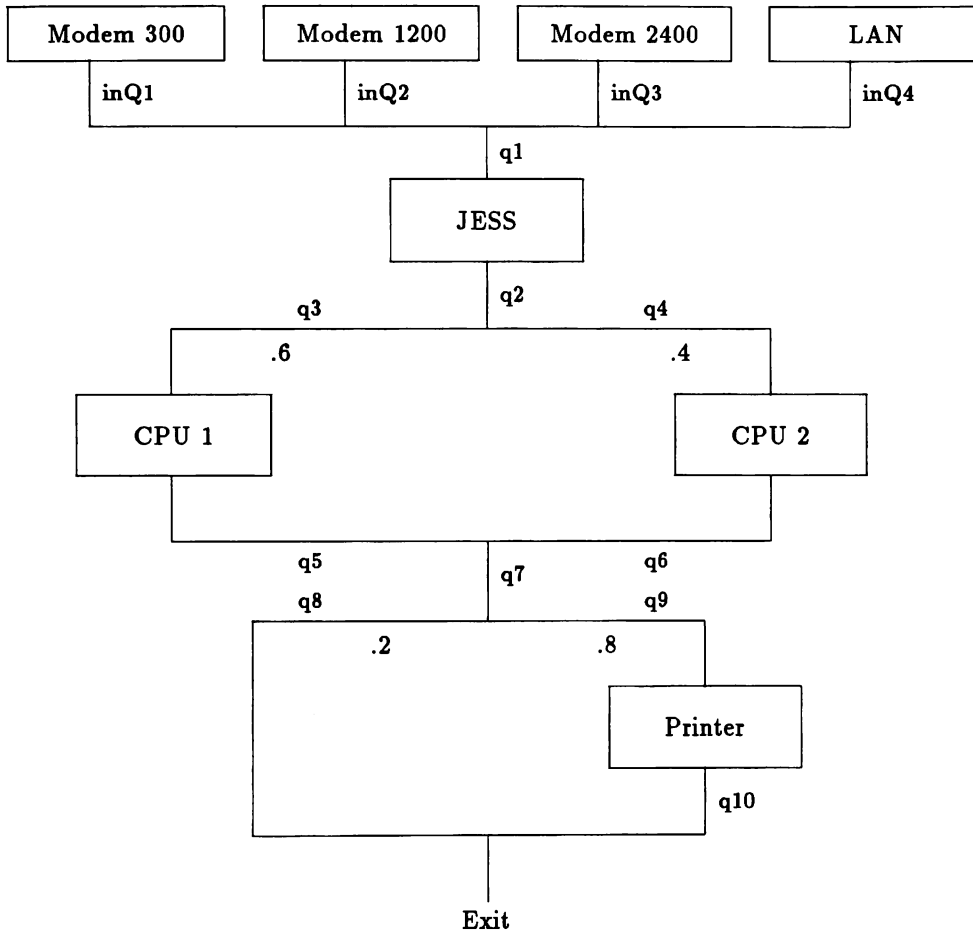 Modem 300
Modem 1200
Modem 2400
LAN
inQ1
inQ2
inQ3
inQ4
q1
JESS
q2
q3
q4
.6
.4
CPU 1
CPU 2
q5
q6
q7
q8
q9
.2
.8
Printer
q10
Exit